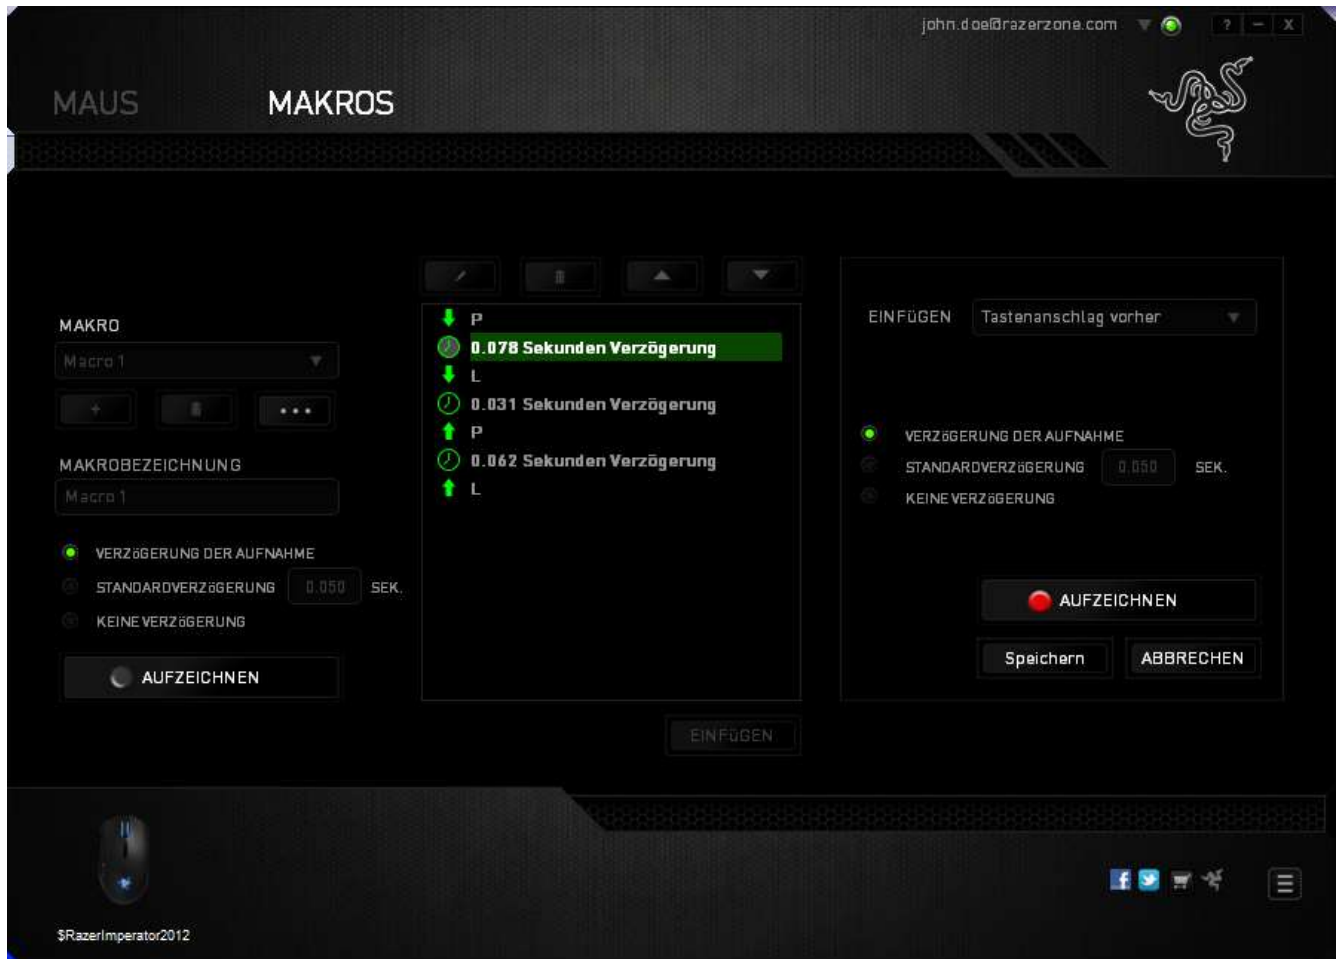 john.doe@razerzone.com
? – X
MAUS
MAKROS
MAKRO
Macro 1
+
...
MAKROBEZEICHNUNG
Macro 1
VERZöGERUNG DER AUFNAHME
STANDARDVERZöGERUNG 0.050 SEK.
KEINE VERZöGERUNG
AUFZEICHNEN
P
0.078 Sekunden Verzögerung
L
0.031 Sekunden Verzögerung
P
0.062 Sekunden Verzögerung
L
EINFüGEN
EINFüGEN Tastenanschlag vorher
VERZöGERUNG DER AUFNAHME
STANDARDVERZöGERUNG 0.050 SEK.
KEINE VERZöGERUNG
AUFZEICHNEN
Speichern ABBRECHEN
$RazerImperator2012